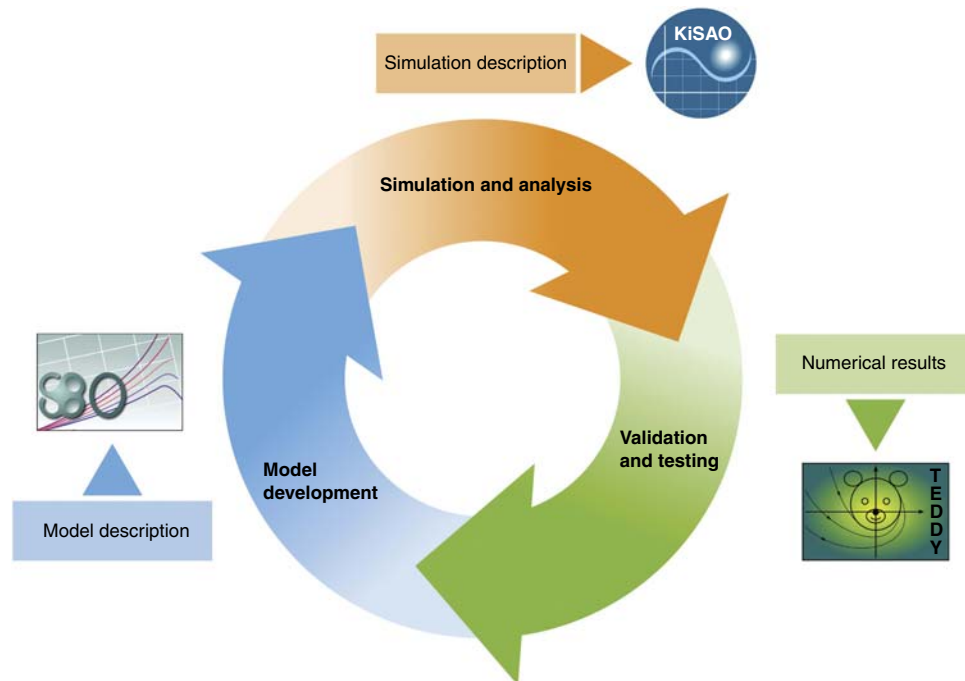 KiSAO
Simulation description
Simulation and analysis
Numerical results
SBO
Validation
and testing
Model
development
TEDDY
Model description